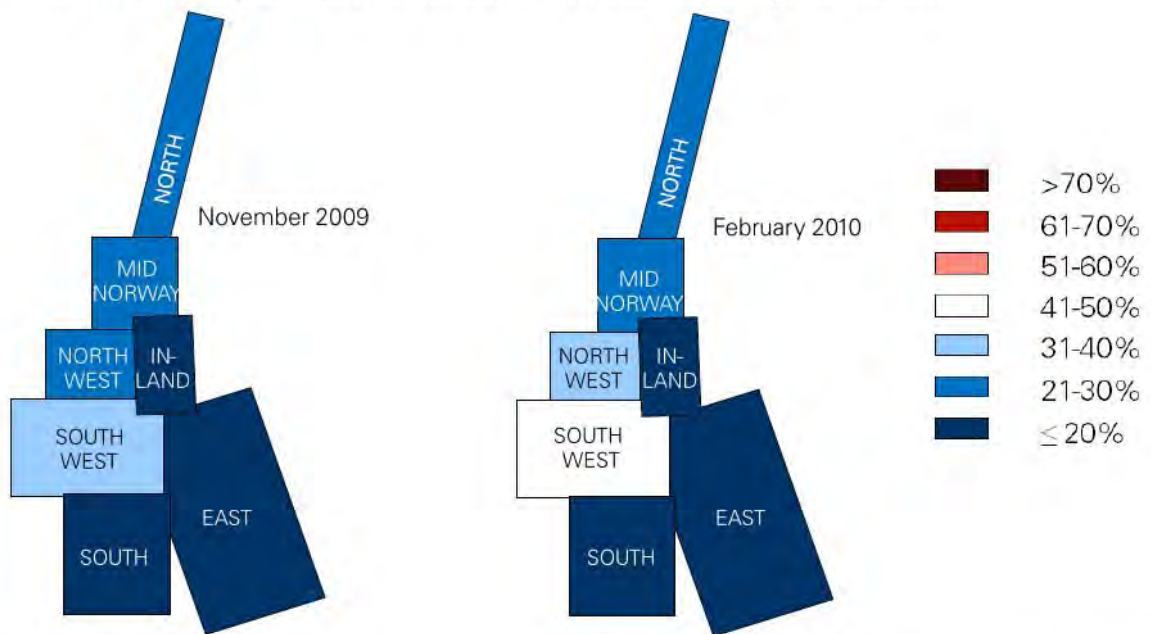 NORTH
November 2009
MID
NORWAY
NORTH
WEST
IN-
LAND
SOUTH
WEST
EAST
SOUTH
NORTH
February 2010
MID
NORWAY
NORTH
WEST
IN-
LAND
SOUTH
WEST
EAST
SOUTH
>70%
61-70%
51-60%
41-50%
31-40%
21-30%
≤ 20%